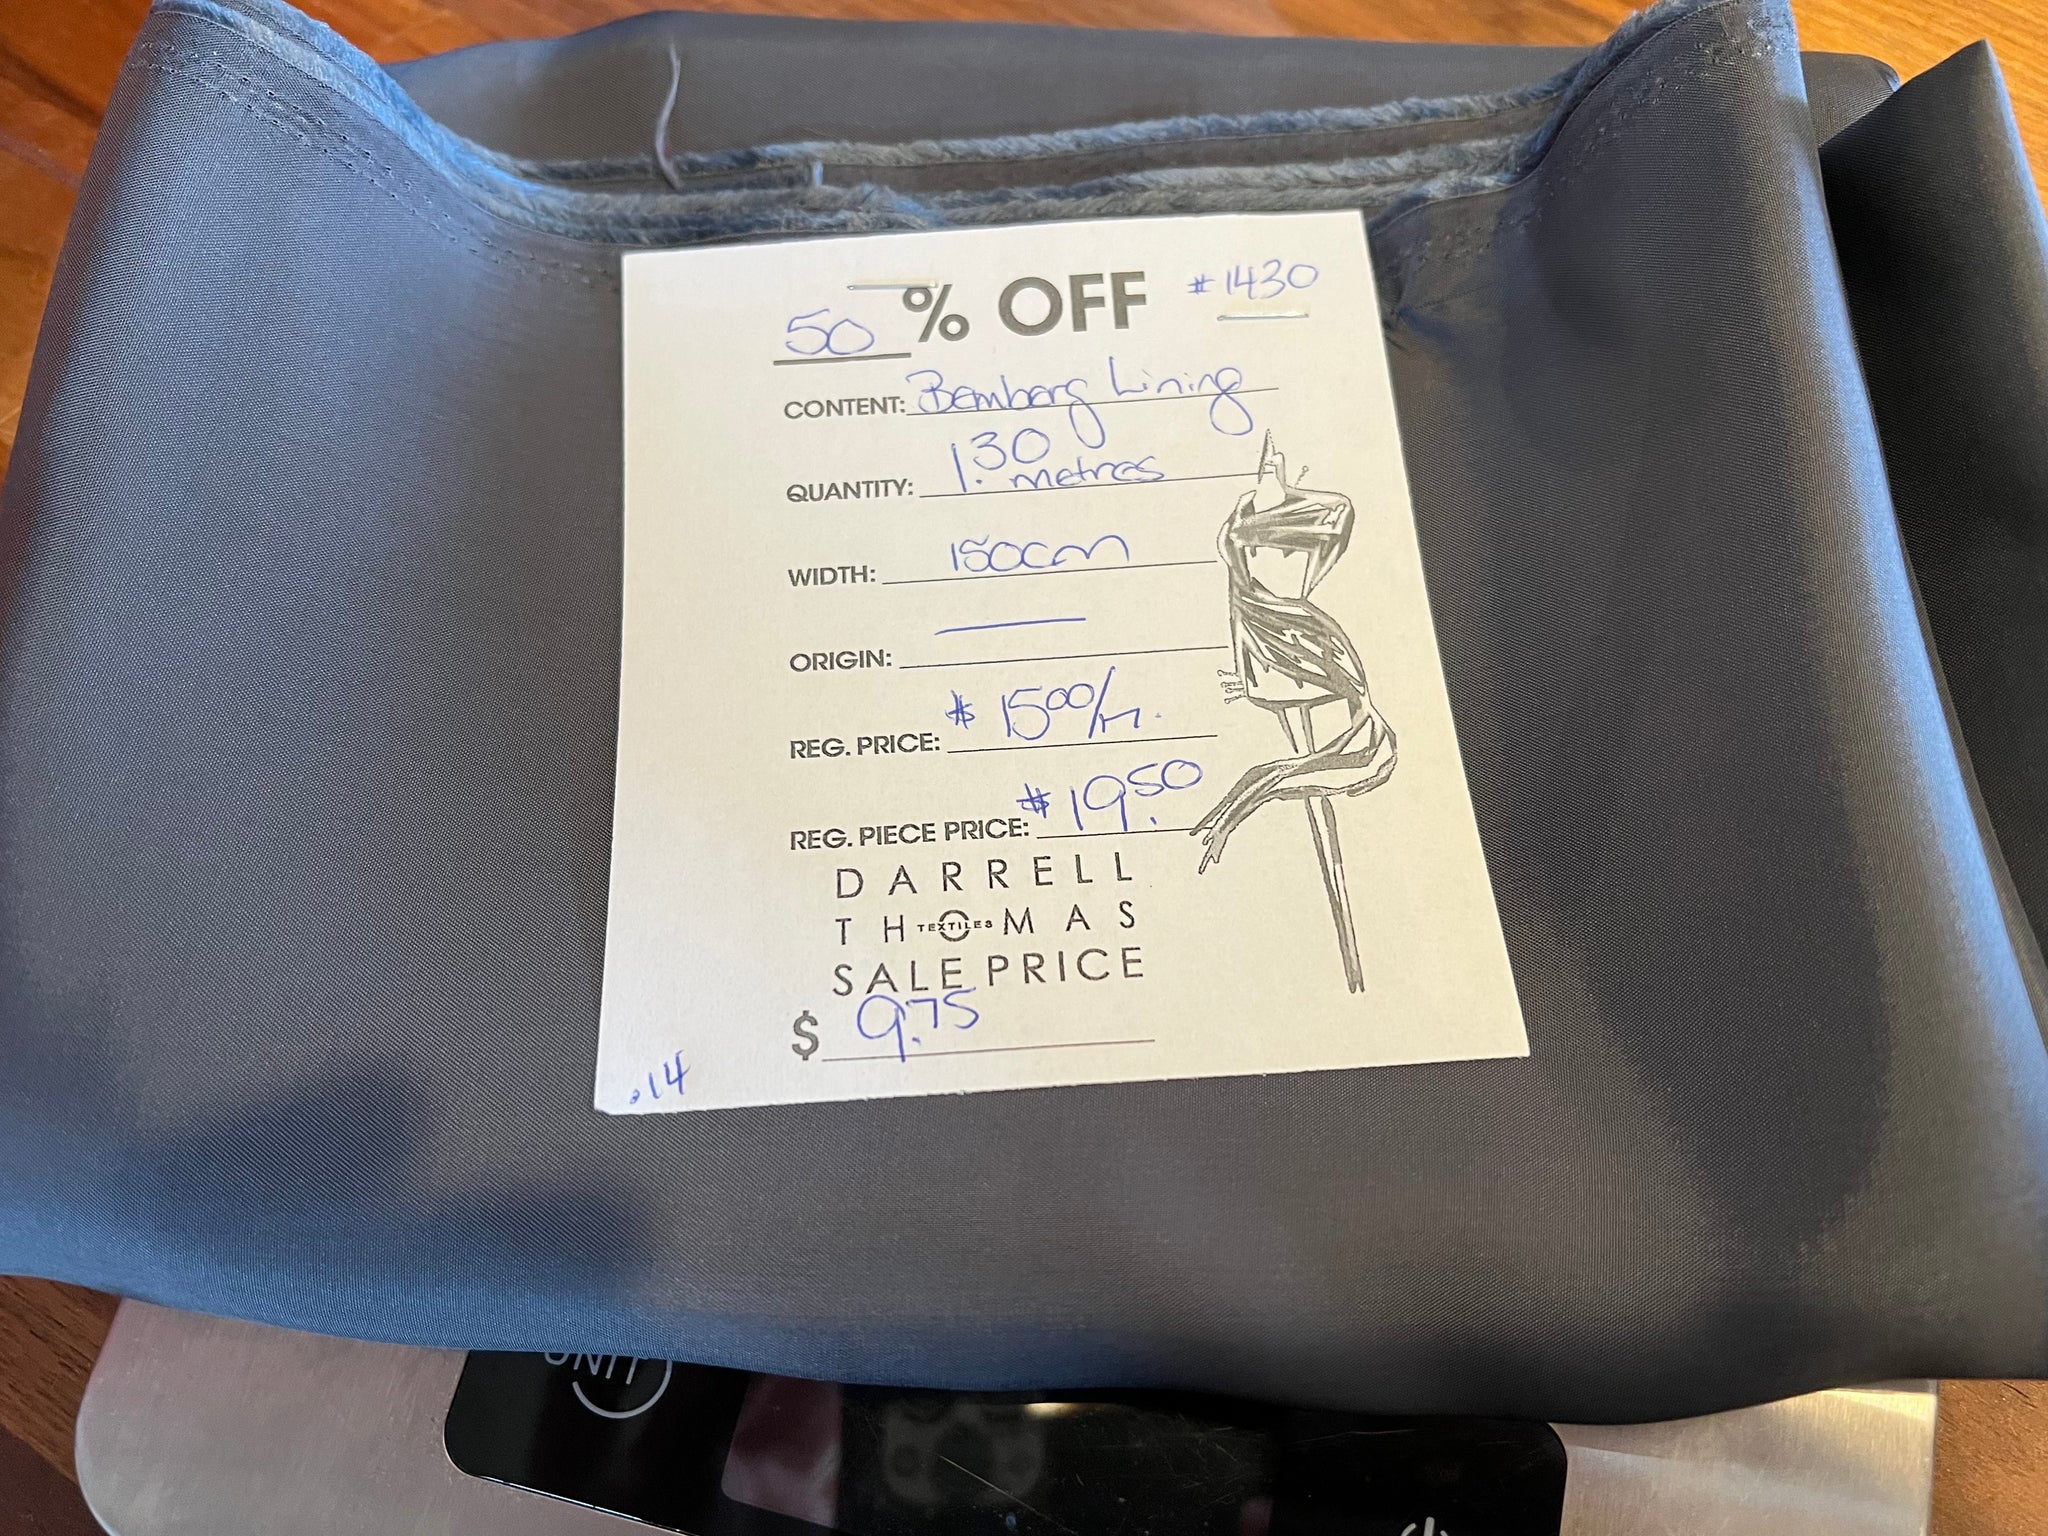 50 % OFF #1430
CONTENT: Bemberg Lining
QUANTITY: 1.30 metres
WIDTH: 150cm
ORIGIN: —
REG. PRICE: $15.00/m.
REG. PIECE PRICE: $19.50
DARRELL
THOMAS
TEXTILES
SALE PRICE
$ 9.75
.14
UNIT